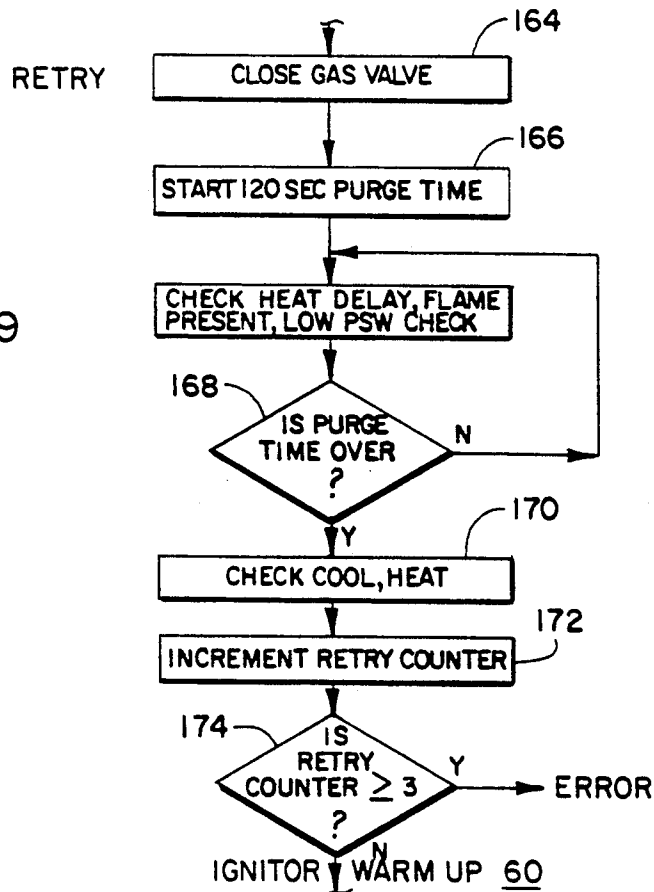 164
RETRY
CLOSE GAS VALVE
166
START 120 SEC PURGE TIME
9
CHECK HEAT DELAY, FLAME
PRESENT, LOW PSW CHECK
168
IS PURGE
TIME OVER
?
N
Y
170
CHECK COOL, HEAT
172
INCREMENT RETRY COUNTER
174
IS
RETRY
COUNTER ≥ 3
?
Y
ERROR
N
IGNITOR WARM UP 60